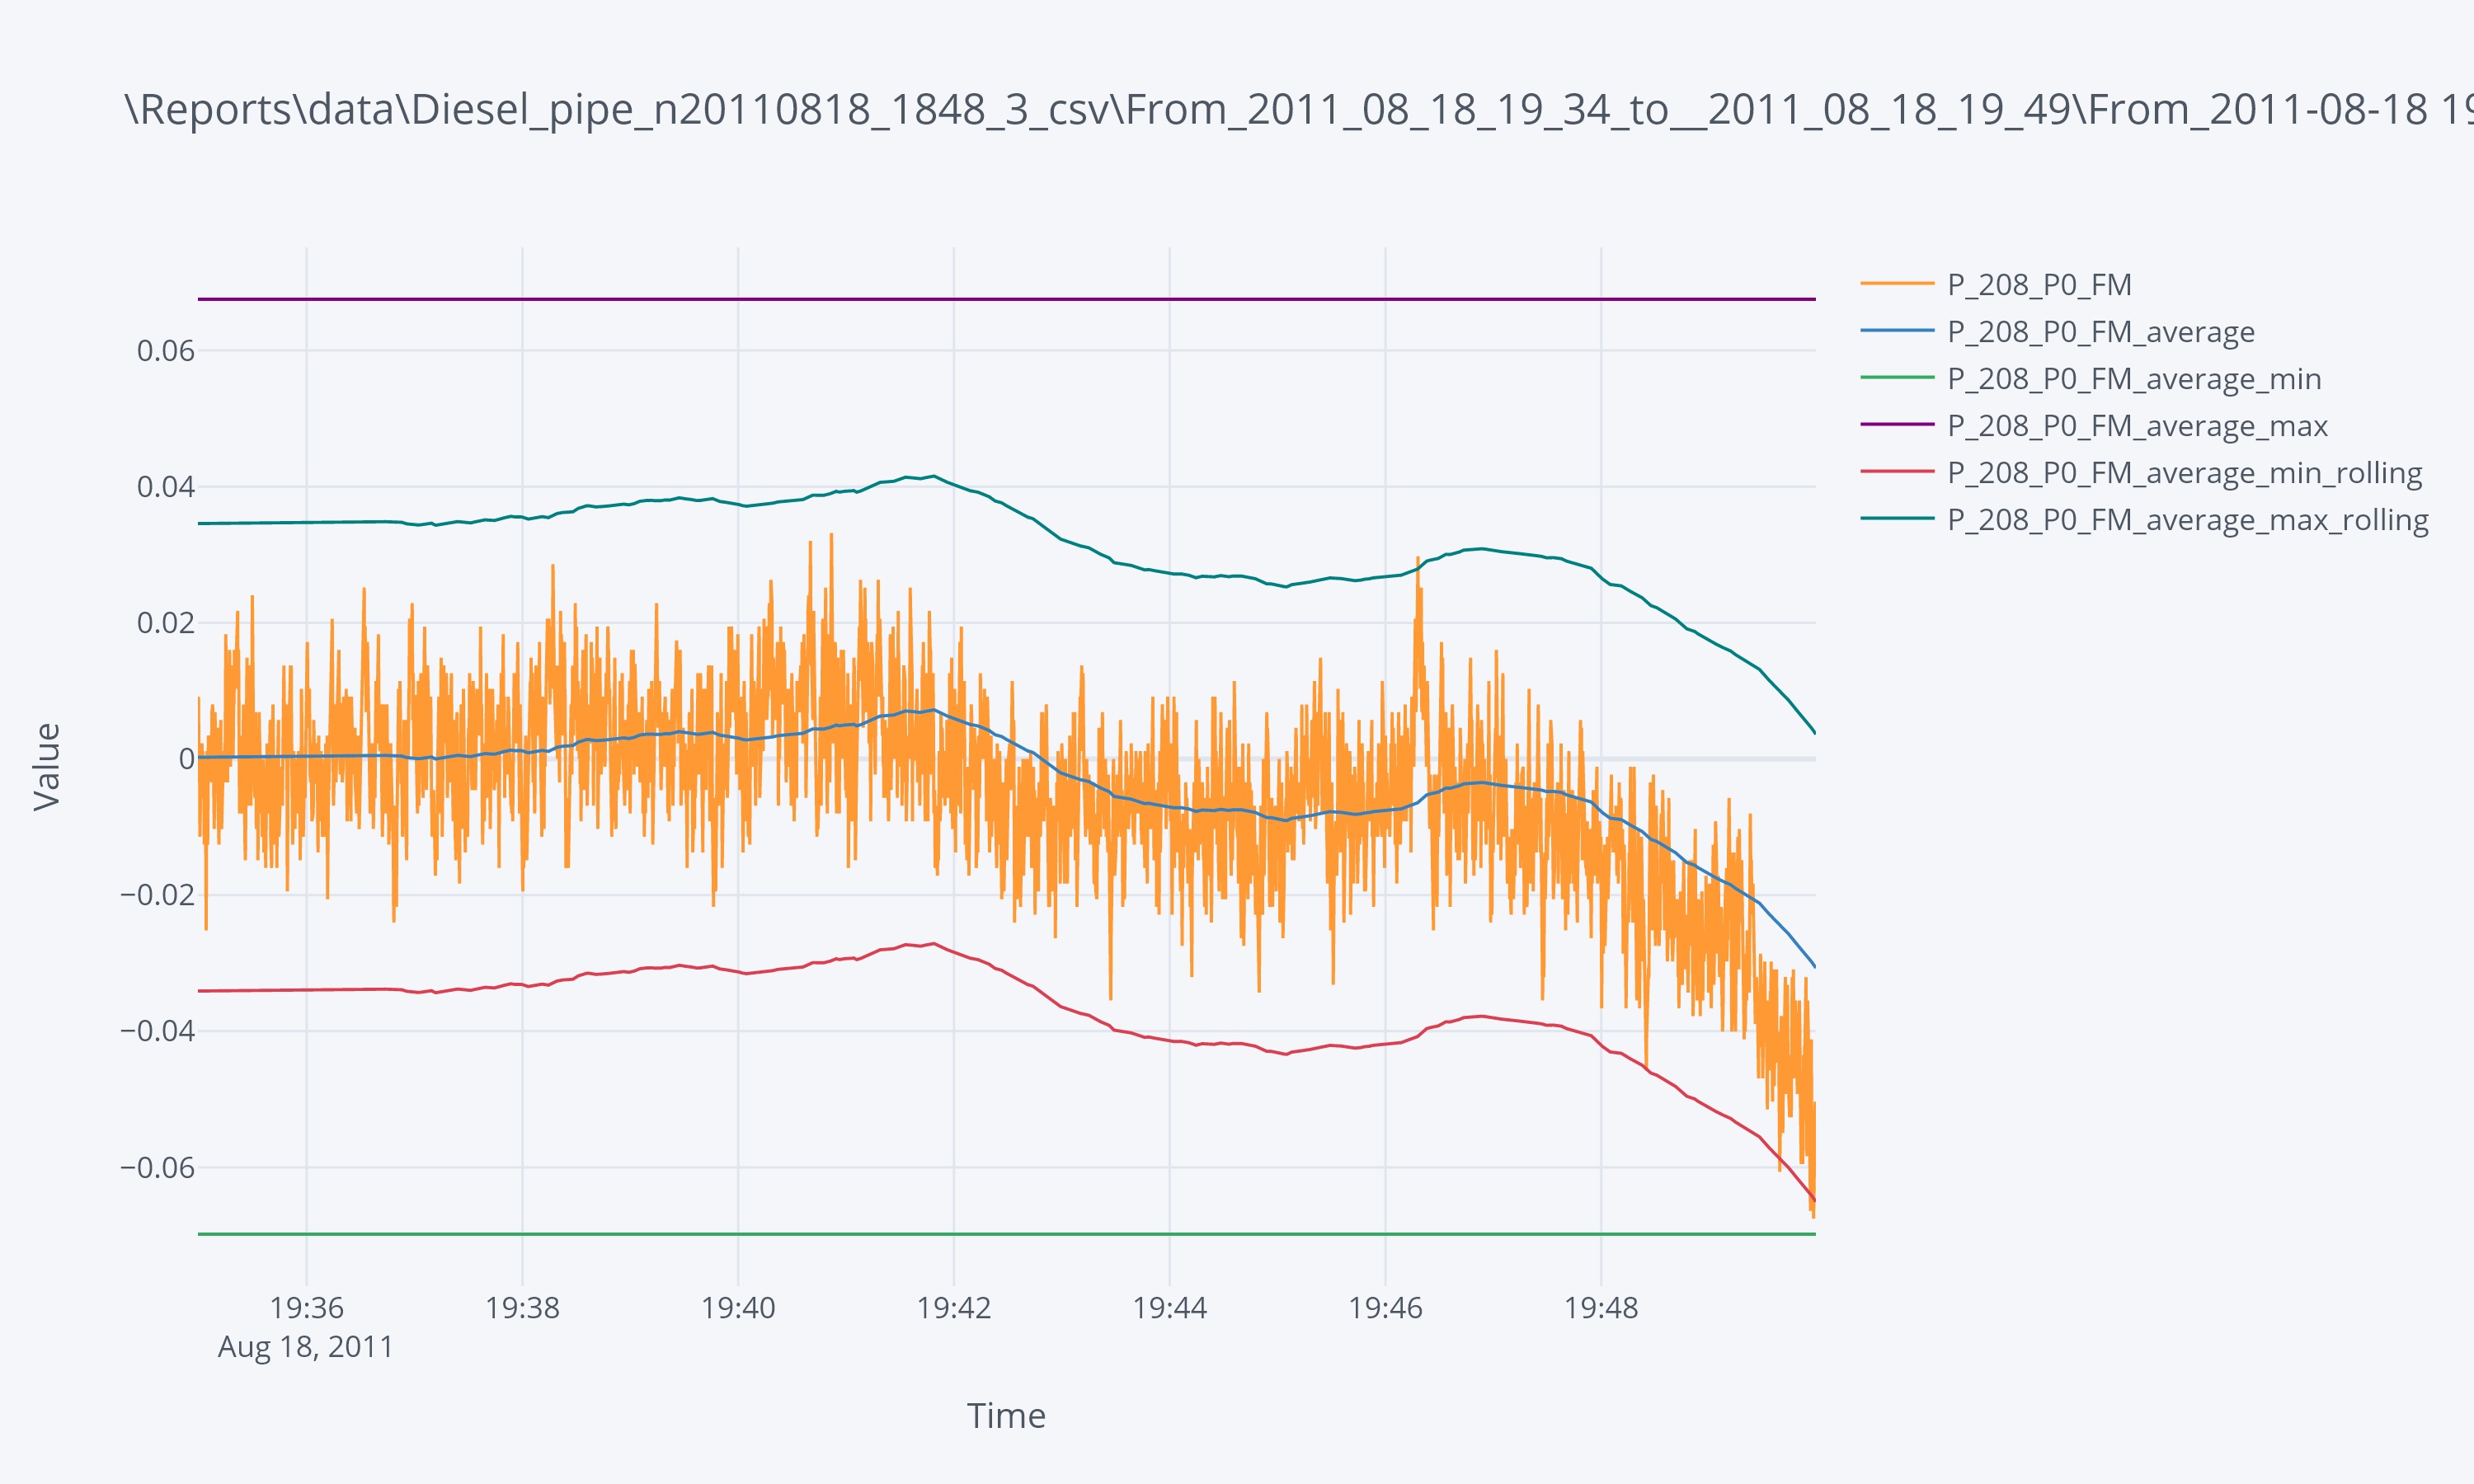 \Reports\data\Diesel_pipe_n20110818_1848_3_csv\From_2011_08_18_19_34_to__2011_08_18_19_49\From_2011-08-18 19
P_208_P0_FM
P_208_P0_FM_average
P_208_P0_FM_average_min
P_208_P0_FM_average_max
P_208_P0_FM_average_min_rolling
P_208_P0_FM_average_max_rolling
0.06
0.04
0.02
0
−0.02
−0.04
−0.06
Value
19:36 19:38 19:40 19:42 19:44 19:46 19:48
Aug 18, 2011
Time